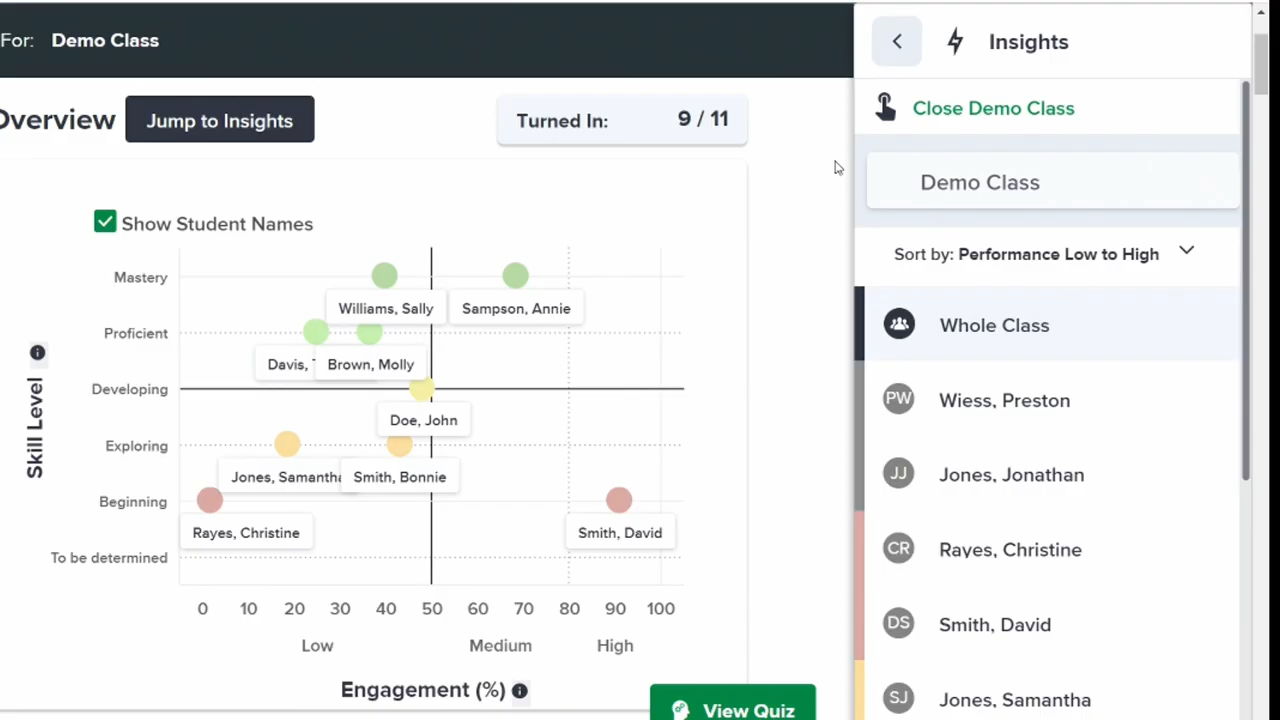 For: Demo Class
Insights
Close Demo Class
Overview
Jump to Insights
Turned In: 9 / 11
Demo Class
Show Student Names
Sort by: Performance Low to High
Mastery
Williams, Sally
Sampson, Annie
Proficient
Davis,
Brown, Molly
Developing
Doe, John
Exploring
Jones, Samantha
Smith, Bonnie
Beginning
Rayes, Christine
Smith, David
To be determined
Skill Level
0 10 20 30 40 50 60 70 80 90 100
Low Medium High
Engagement (%)
View Quiz
Whole Class
PW Wiess, Preston
JJ Jones, Jonathan
CR Rayes, Christine
DS Smith, David
SJ Jones, Samantha